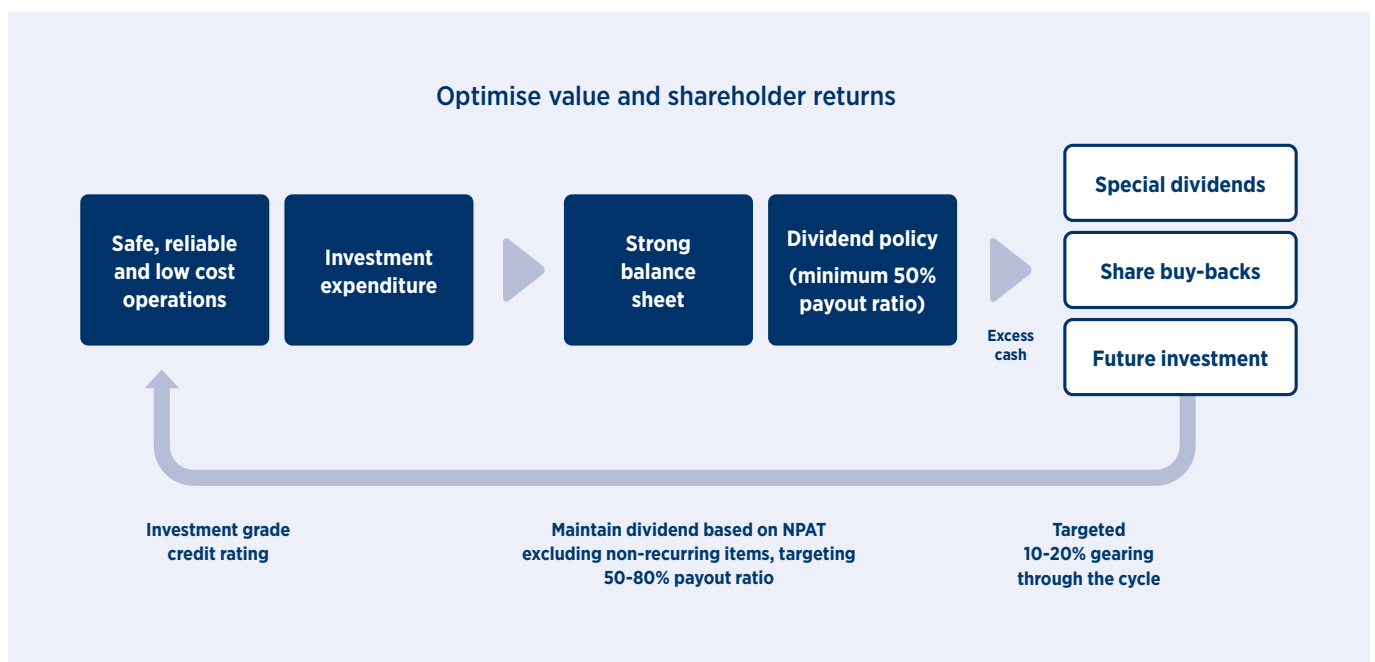 Optimise value and shareholder returns
Safe, reliable
and low cost
operations
Investment
expenditure
Strong
balance
sheet
Dividend policy
(minimum 50%
payout ratio)
Excess
cash
Special dividends
Share buy-backs
Future investment
Investment grade
credit rating
Maintain dividend based on NPAT
excluding non-recurring items, targeting
50-80% payout ratio
Targeted
10-20% gearing
through the cycle